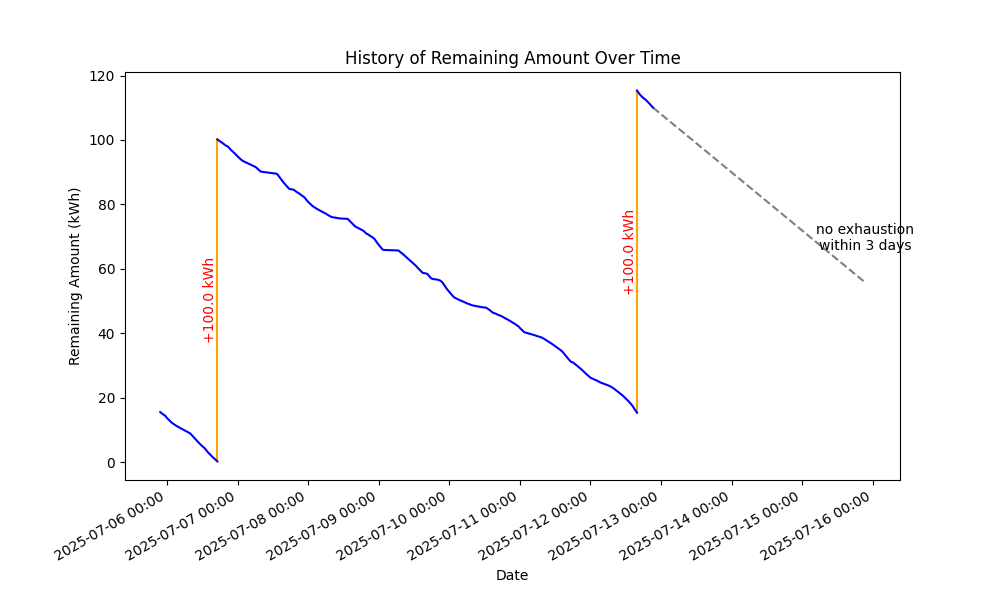 History of Remaining Amount Over Time
Remaining Amount (kWh)
120
100
80
60
40
20
0
+100.0 kWh
+100.0 kWh
no exhaustion
within 3 days
2025-07-06 00:00
2025-07-07 00:00
2025-07-08 00:00
2025-07-09 00:00
2025-07-10 00:00
2025-07-11 00:00
2025-07-12 00:00
2025-07-13 00:00
2025-07-14 00:00
2025-07-15 00:00
2025-07-16 00:00
Date